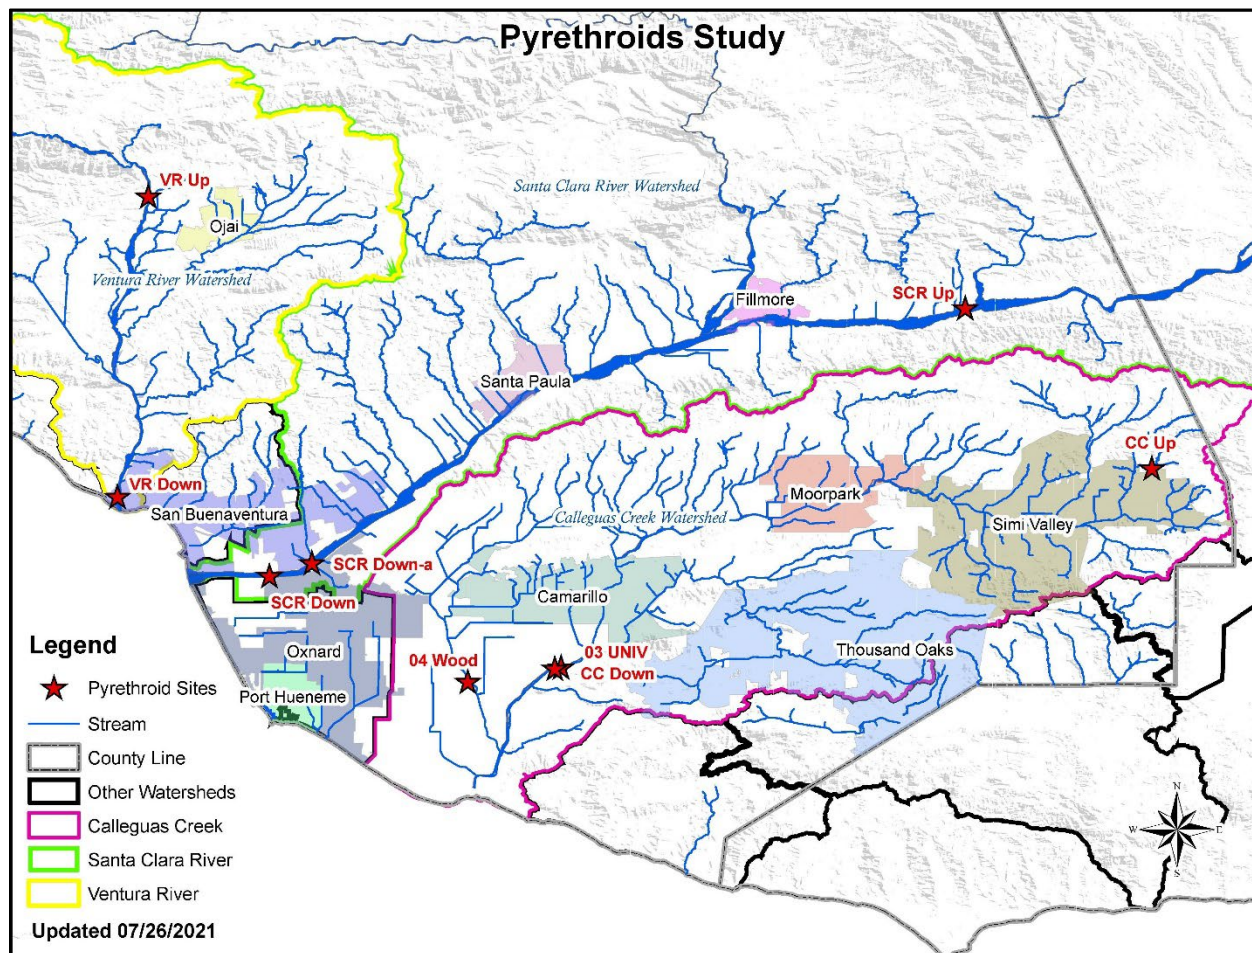 Pyrethroids Study
VR Up
Ojai
Santa Clara River Watershed
Ventura River Watershed
Fillmore
SCR Up
Santa Paula
CC Up
VR Down
San Buenaventura
Moorpark
Simi Valley
Calleguas Creek Watershed
SCR Down-a
SCR Down
Camarillo
Oxnard
04 Wood
03 UNIV
CC Down
Thousand Oaks
Port Hueneme
Legend
Pyrethroid Sites
Stream
County Line
Other Watersheds
Calleguas Creek
Santa Clara River
Ventura River
Updated 07/26/2021
N
W
E
S